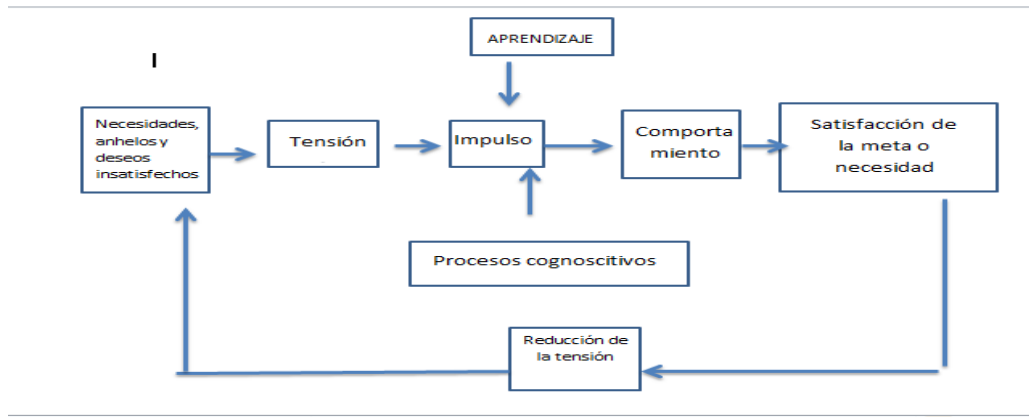 APRENDIZAJE
I
Necesidades,
anhelos y
deseos
insatisfechos
Tensión
Impulso
Comporta
miento
Satisfacción de
la meta o
necesidad
Procesos cognoscitivos
Reducción de
la tensión